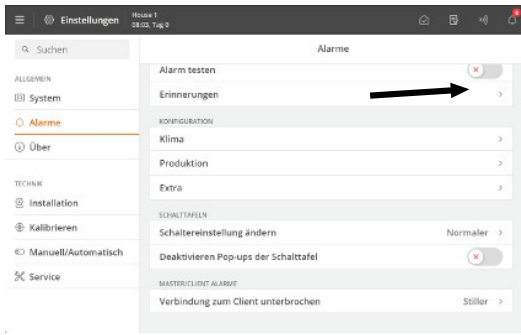 Einstellungen
House 1
08:03, Tag 0
Suchen
ALLGEMEIN
System
Alarme
Über
TECHNIK
Installation
Kalibrieren
Manuell/Automatisch
Service
Alarme
Alarm testen
Erinnerungen
KONFIGURATION
Klima
Produktion
Extra
SCHALTTAFELN
Schaltereinstellung ändern Normaler
Deaktivieren Pop-ups der Schalttafel
MASTER/CLIENT ALARME
Verbindung zum Client unterbrochen Stiller